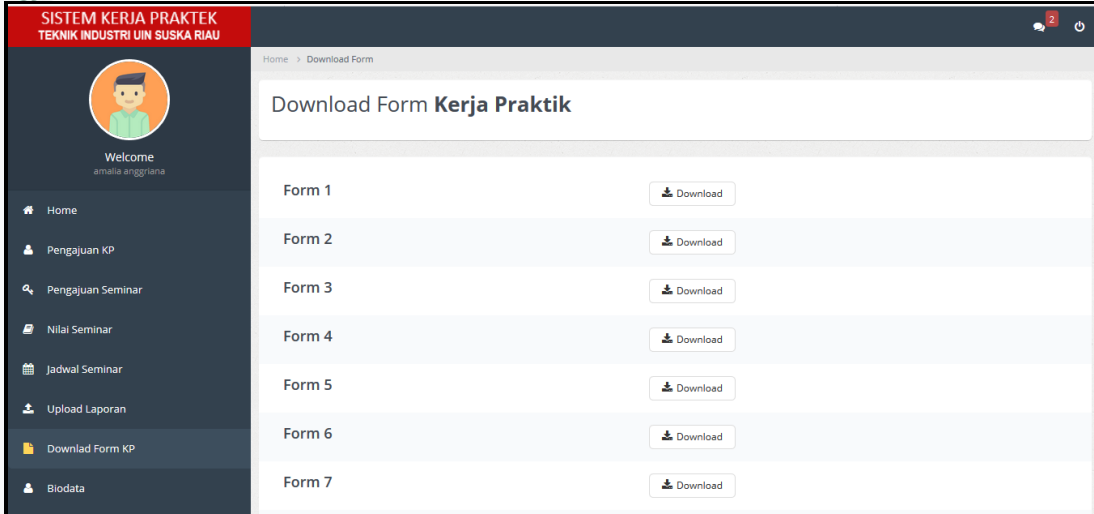 SISTEM KERJA PRAKTEK
TEKNIK INDUSTRI UIN SUSKA RIAU
2
Welcome
amalia anggriana
Home
Pengajuan KP
Pengajuan Seminar
Nilai Seminar
Jadwal Seminar
Upload Laporan
Downlad Form KP
Biodata
Home > Download Form
Download Form Kerja Praktik
Form 1 Download
Form 2 Download
Form 3 Download
Form 4 Download
Form 5 Download
Form 6 Download
Form 7 Download